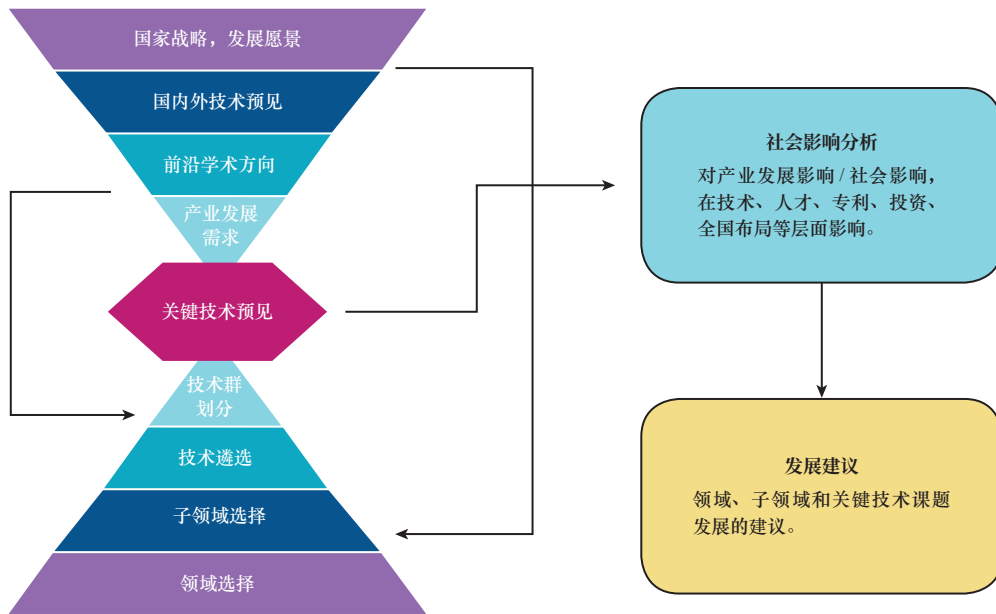 国家战略，发展愿景
国内外技术预见
前沿学术方向
产业发展
需求
关键技术预见
技术群
划分
技术遴选
子领域选择
领域选择
社会影响分析
对产业发展影响 / 社会影响，
在技术、人才、专利、投资、
全国布局等层面影响。
发展建议
领域、子领域和关键技术课题
发展的建议。